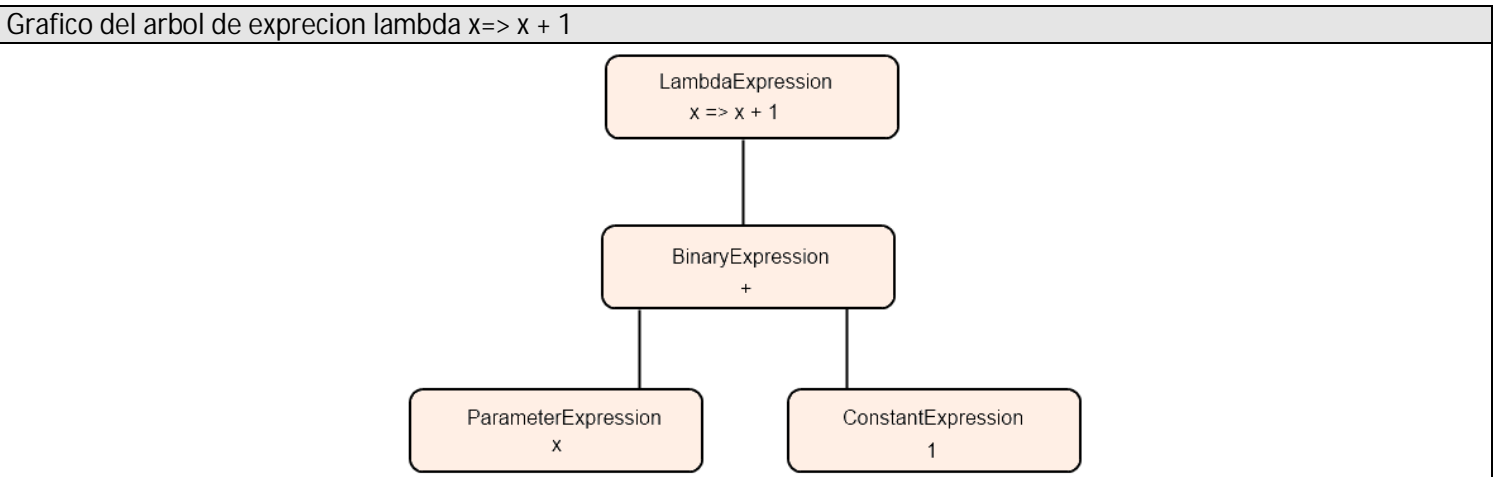 Grafico del arbol de exprecion lambda x=> x + 1
LambdaExpression
x => x + 1
BinaryExpression
+
ParameterExpression
x
ConstantExpression
1